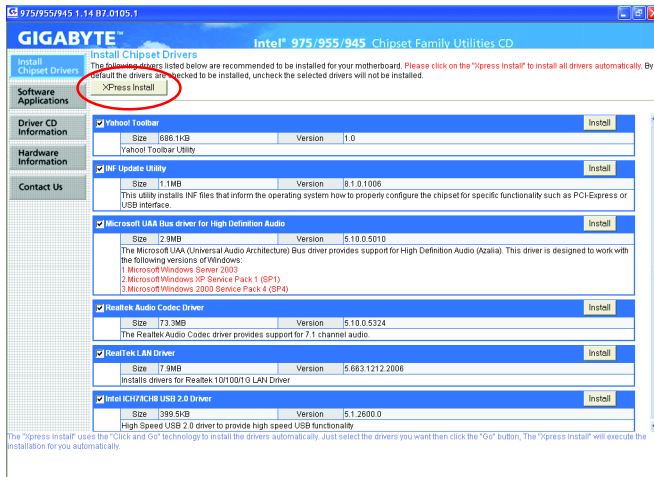 975/955/945 1.14 B7.0105.1
GIGABYTE™
Intel® 975/955/945 Chipset Family Utilities CD
Install
Chipset Drivers
Software
Applications
Driver CD
Information
Hardware
Information
Contact Us
Install Chipset Drivers
The following drivers listed below are recommended to be installed for your motherboard. Please click on the "Xpress Install" to install all drivers automatically. By
default the drivers are checked to be installed, uncheck the selected drivers will not be installed.
XPress Install
Yahoo! Toolbar Install
Size 686.1KB Version 1.0
Yahoo! Toolbar Utility
INF Update Utility Install
Size 1.1MB Version 8.1.0.1006
This utility installs INF files that inform the operating system how to properly configure the chipset for specific functionality such as PCI-Express or
USB interface.
Microsoft UAA Bus driver for High Definition Audio Install
Size 2.9MB Version 5.10.0.5010
The Microsoft UAA (Universal Audio Architecture) Bus driver provides support for High Definition Audio (Azalia). This driver is designed to work with
the following versions of Windows:
1.Microsoft Windows Server 2003
2.Microsoft Windows XP Service Pack 1 (SP1)
3.Microsoft Windows 2000 Service Pack 4 (SP4)
Realtek Audio Codec Driver Install
Size 73.3MB Version 5.10.0.5324
The Realtek Audio Codec driver provides support for 7.1 channel audio.
RealTek LAN Driver Install
Size 7.9MB Version 5.663.1212.2006
Installs drivers for Realtek 10/100/1G LAN Driver
Intel ICH7/ICH8 USB 2.0 Driver Install
Size 399.5KB Version 5.1.2600.0
High Speed USB 2.0 driver to provide high speed USB functionality
The "Xpress Install" uses the "Click and Go" technology to install the drivers automatically. Just select the drivers you want then click the "Go" button, The "Xpress Install" will execute the
installation for you automatically.